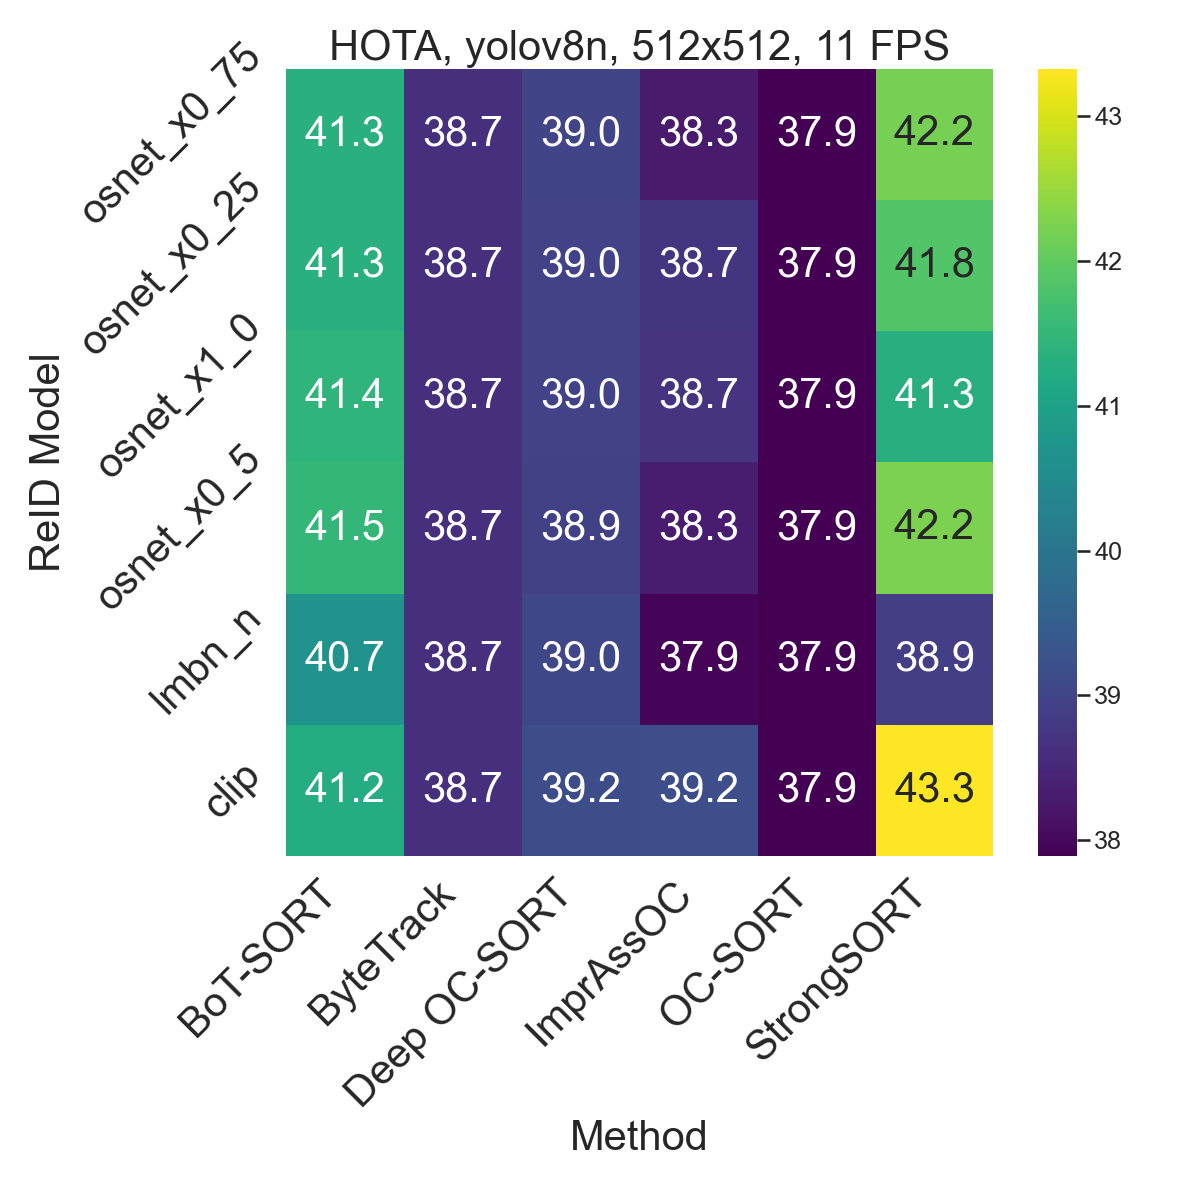 HOTA, yolov8n, 512x512, 11 FPS
osnet_x0_75 41.3 38.7 39.0 38.3 37.9 42.2
osnet_x0_25 41.3 38.7 39.0 38.7 37.9 41.8
osnet_x1_0 41.4 38.7 39.0 38.7 37.9 41.3
osnet_x0_5 41.5 38.7 38.9 38.3 37.9 42.2
lmbn_n 40.7 38.7 39.0 37.9 37.9 38.9
clip 41.2 38.7 39.2 39.2 37.9 43.3
ReID Model
BoT-SORT
ByteTrack
Deep OC-SORT
ImprAssOC
OC-SORT
StrongSORT
Method
43
42
41
40
39
38